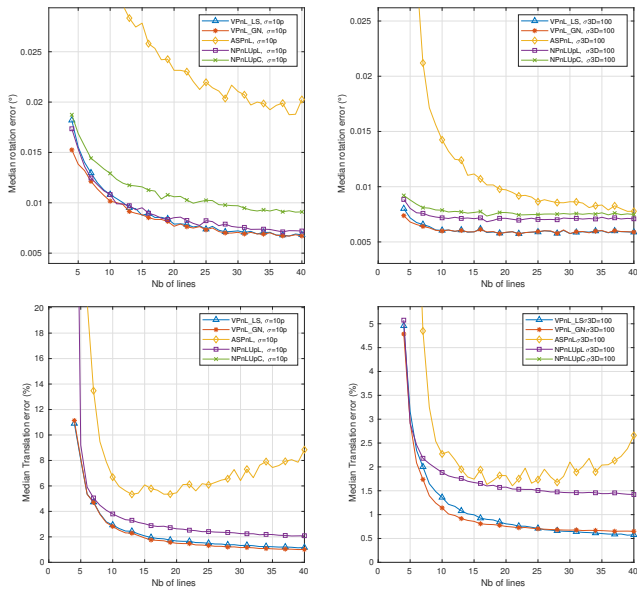 0.025
0.02
0.015
0.01
0.005
Median rotation error (°)
VPnL_LS, σ=10p
VPnL_GN, σ=10p
ASPnL, σ=10p
NPnLUpL, σ=10p
NPnLUpC, σ=10p
5 10 15 20 25 30 35 40
Nb of lines
0.025
0.02
0.015
0.01
0.005
Median rotation error (°)
VPnL_LS, σ3D=100
VPnL_GN, σ3D=100
ASPnL, σ3D=100
NPnLUpL, σ3D=100
NPnLUpC, σ3D=100
5 10 15 20 25 30 35 40
Nb of lines
20
18
16
14
12
10
8
6
4
2
0
Median Translation error (%)
VPnL_LS, σ=10p
VPnL_GN, σ=10p
ASPnL, σ=10p
NPnLUpL, σ=10p
NPnLUpC, σ=10p
0 5 10 15 20 25 30 35 40
Nb of lines
5
4.5
4
3.5
3
2.5
2
1.5
1
0.5
0
Median Translation error (%)
VPnL_LSσ3D=100
VPnL_GNσ3D=100
ASPnLσ3D=100
NPnLUpLσ3D=100
NPnLUpC σ3D=100
0 5 10 15 20 25 30 35 40
Nb of lines